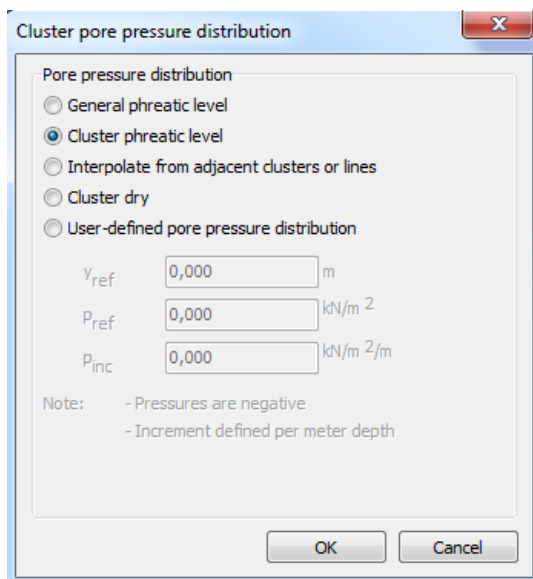 Cluster pore pressure distribution
Pore pressure distribution
General phreatic level
Cluster phreatic level
Interpolate from adjacent clusters or lines
Cluster dry
User-defined pore pressure distribution
yref 0,000 m
pref 0,000 kN/m 2
pinc 0,000 kN/m 2/m
Note: - Pressures are negative
- Increment defined per meter depth
OK Cancel